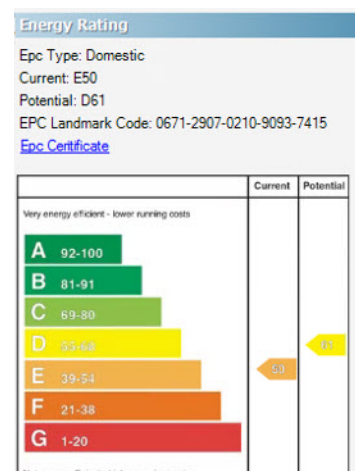 Energy Rating
Epc Type: Domestic
Current: E50
Potential: D61
EPC Landmark Code: 0671-2907-0210-9093-7415
Epc Ceritificate
Current Potential
Very energy efficient - lower running costs
A 92-100
B 81-91
C 69-80
D 55-68
E 39-54 50
F 21-38
G 1-20
61